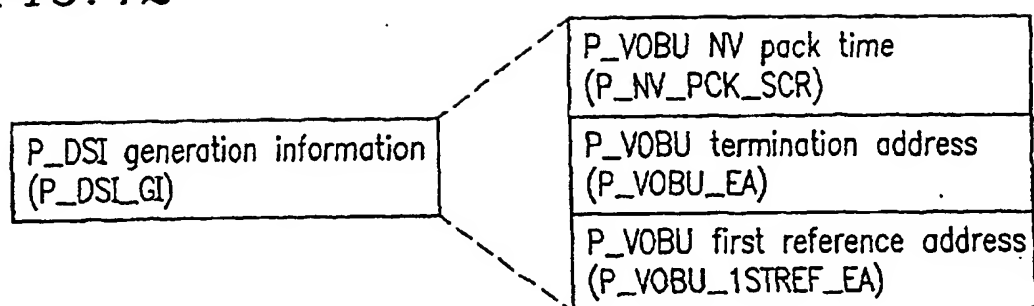 P_DSI generation information
(P_DSI_GI)
P_VOBU NV pack time
(P_NV_PCK_SCR)
P_VOBU termination address
(P_VOBU_EA)
P_VOBU first reference address
(P_VOBU_1STREF_EA)